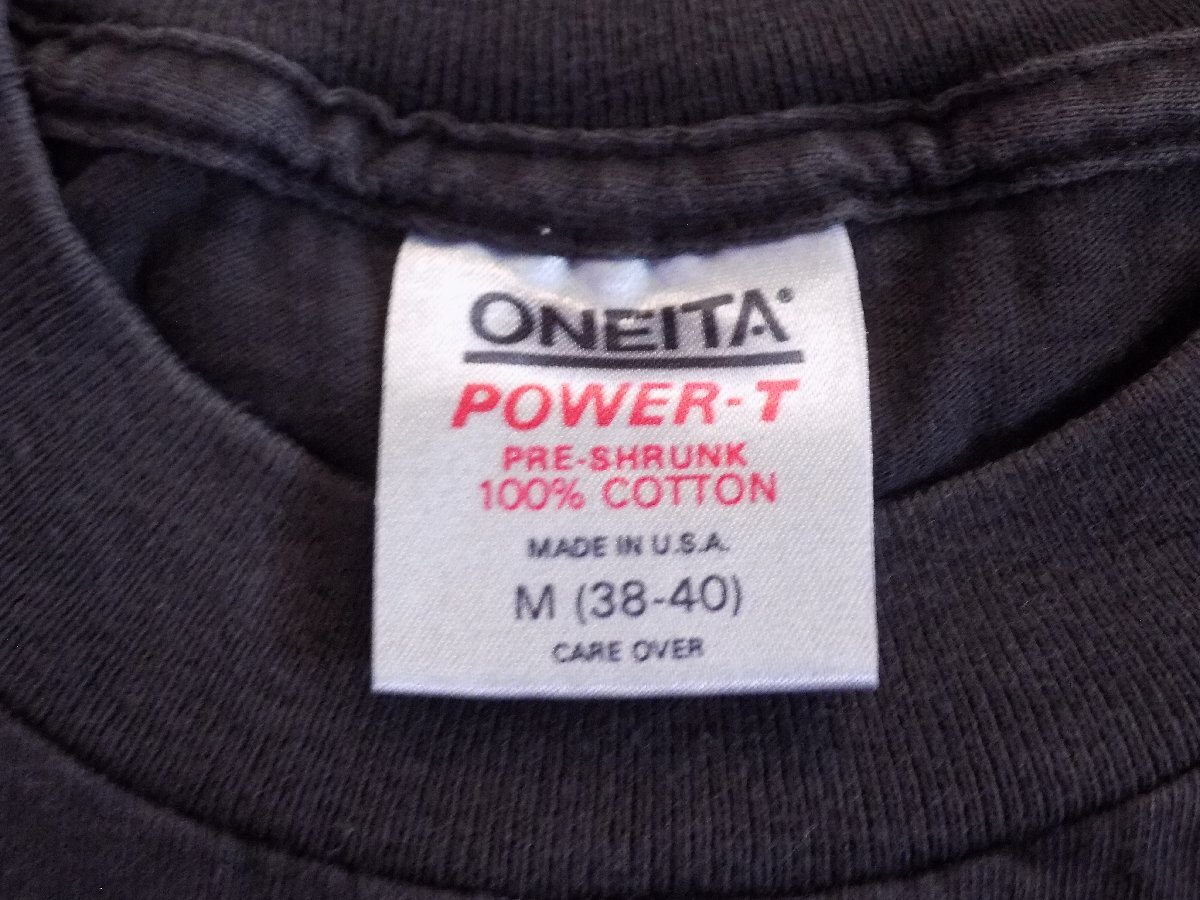 ONEITA®
POWER-T
PRE-SHRUNK
100% COTTON
MADE IN U.S.A.
M (38-40)
CARE OVER